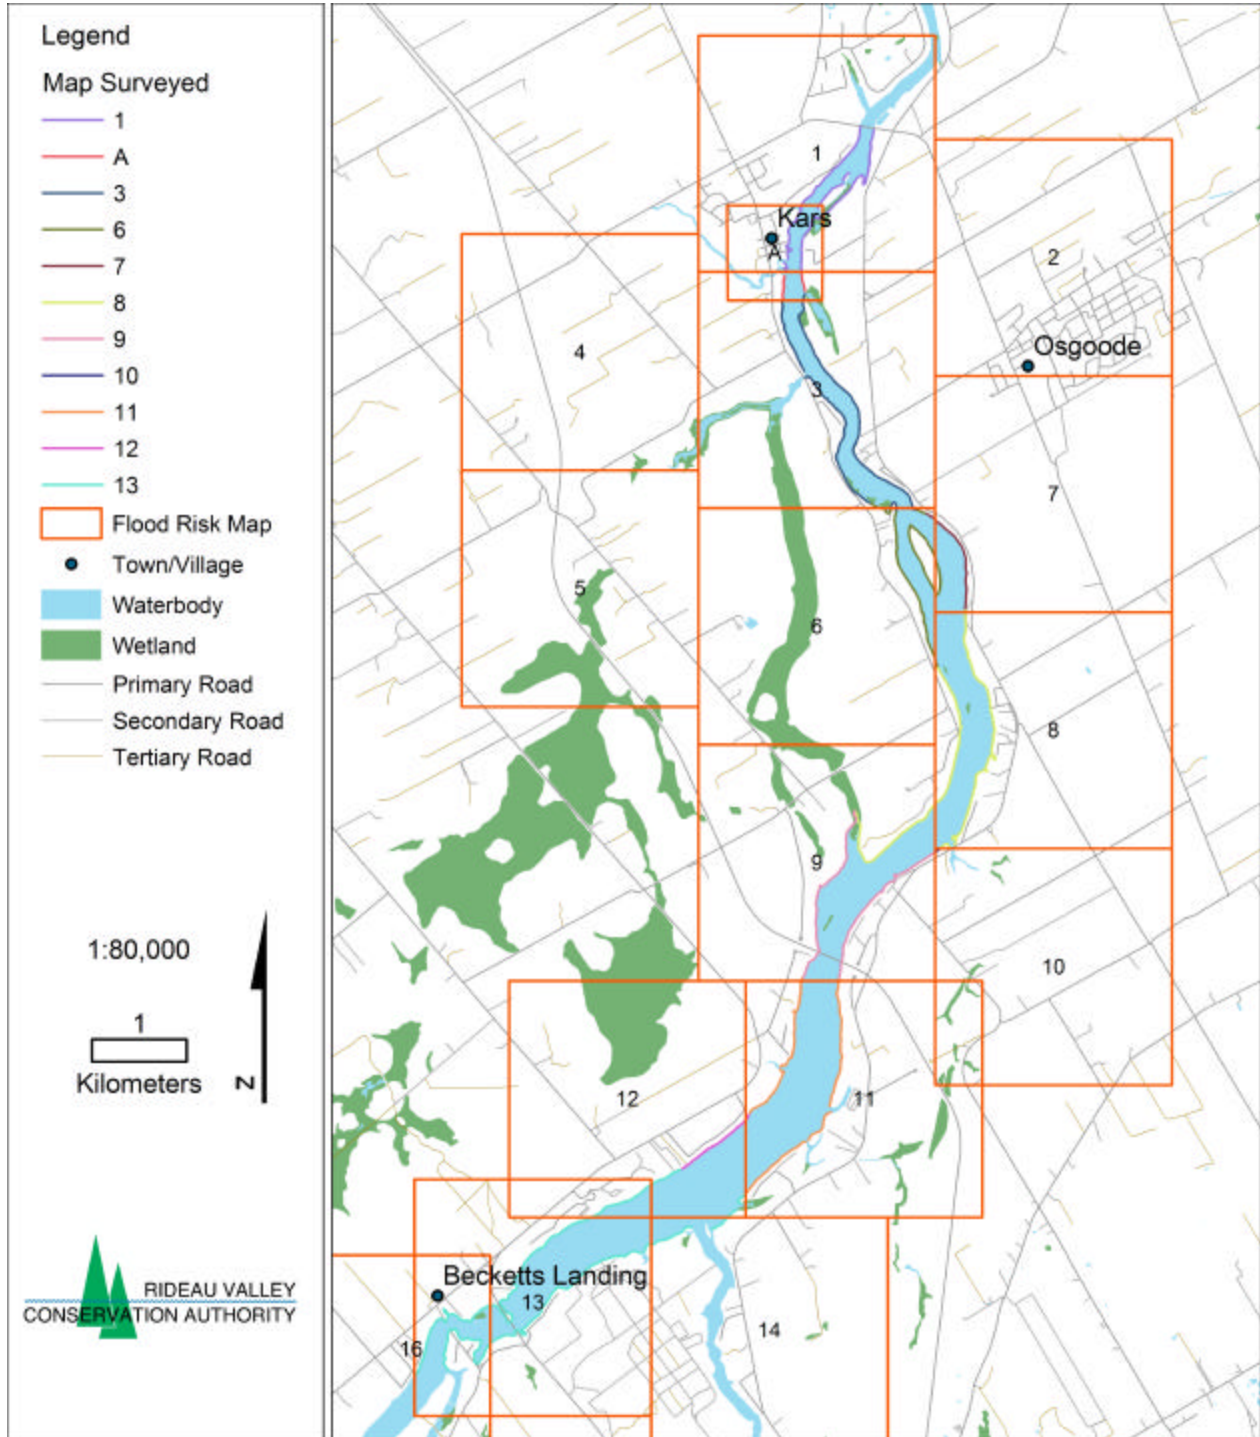 Legend
Map Surveyed
1
A
3
6
7
8
9
10
11
12
13
Flood Risk Map
Town/Village
Waterbody
Wetland
Primary Road
Secondary Road
Tertiary Road
1:80,000
1
Kilometers
N
RIDEAU VALLEY
CONSERVATION AUTHORITY
1
Kars
A
2
Osgoode
4
3
7
5
6
8
9
10
12
11
Becketts Landing
13
14
16